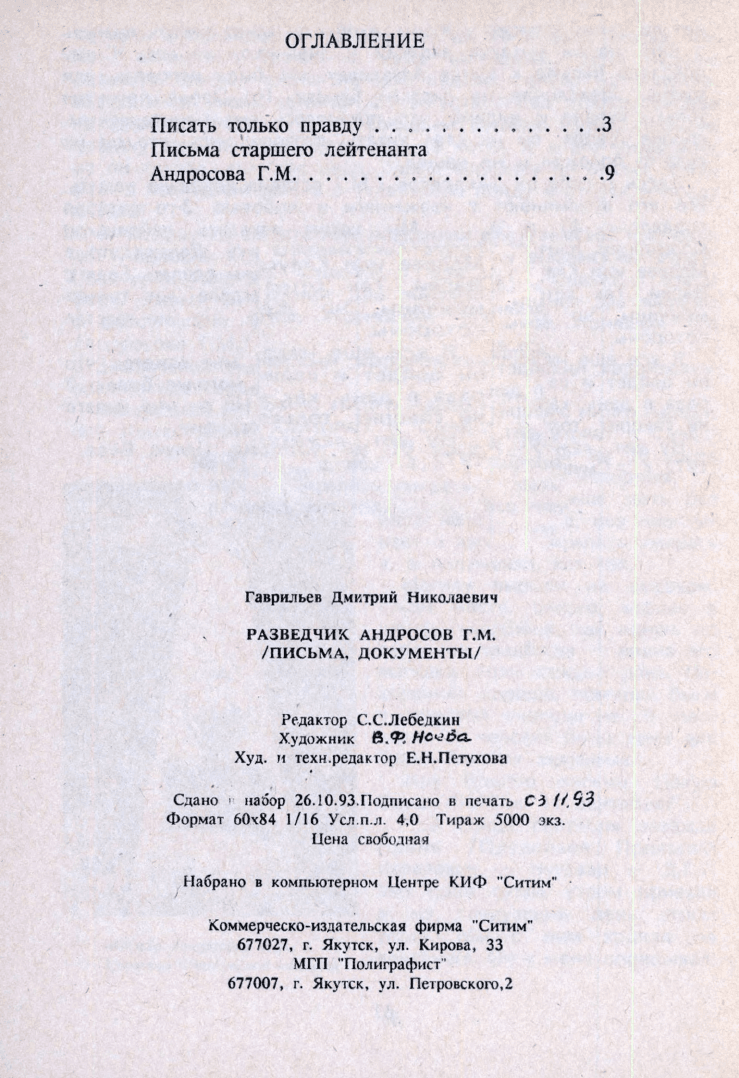 ОГЛАВЛЕНИЕ
Писать только правду . . . . . . . . . . . . .3
Письма старшего лейтенанта
Андросова Г.М. . . . . . . . . . . . . . . . . .9
Гаврильев Дмитрий Николаевич
РАЗВЕДЧИК АНДРОСОВ Г.М.
/ПИСЬМА, ДОКУМЕНТЫ/
Редактор С.С.Лебедкин
Художник В.Ф.Ноева
Худ. и техн.редактор Е.Н.Петухова
Сдано в набор 26.10.93.Подписано в печать 03 11.93
Формат 60х84 1/16 Усл.п.л. 4,0 Тираж 5000 экз.
Цена свободная
Набрано в компьютерном Центре КИФ "Ситим"
Коммерческо-издательская фирма "Ситим"
677027, г. Якутск, ул. Кирова, 33
МГП "Полиграфист"
677007, г. Якутск, ул. Петровского,2